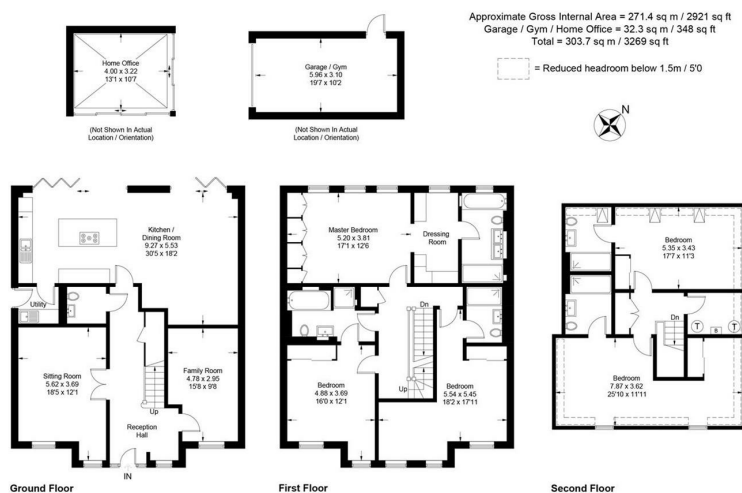 Approximate Gross Internal Area = 271.4 sq m / 2921 sq ft
Garage / Gym / Home Office = 32.3 sq m / 348 sq ft
Total = 303.7 sq m / 3269 sq ft
= Reduced headroom below 1.5m / 5'0
N
Home Office
4.00 x 3.22
13'1 x 10'7
(Not Shown In Actual
Location / Orientation)
Garage / Gym
5.96 x 3.10
19'7 x 10'2
(Not Shown In Actual
Location / Orientation)
Kitchen /
Dining Room
9.27 x 5.53
30'5 x 18'2
Utility
Sitting Room
5.62 x 3.69
18'5 x 12'1
Family Room
4.78 x 2.95
15'8 x 9'8
Up
Reception
Hall
IN
Ground Floor
Master Bedroom
5.20 x 3.81
17'1 x 12'6
Dressing
Room
Dn
Up
Bedroom
4.88 x 3.69
16'0 x 12'1
Bedroom
5.54 x 5.45
18'2 x 17'11
First Floor
Bedroom
5.35 x 3.43
17'7 x 11'3
Dn
T
B
T
Bedroom
7.87 x 3.62
25'10 x 11'11
Second Floor